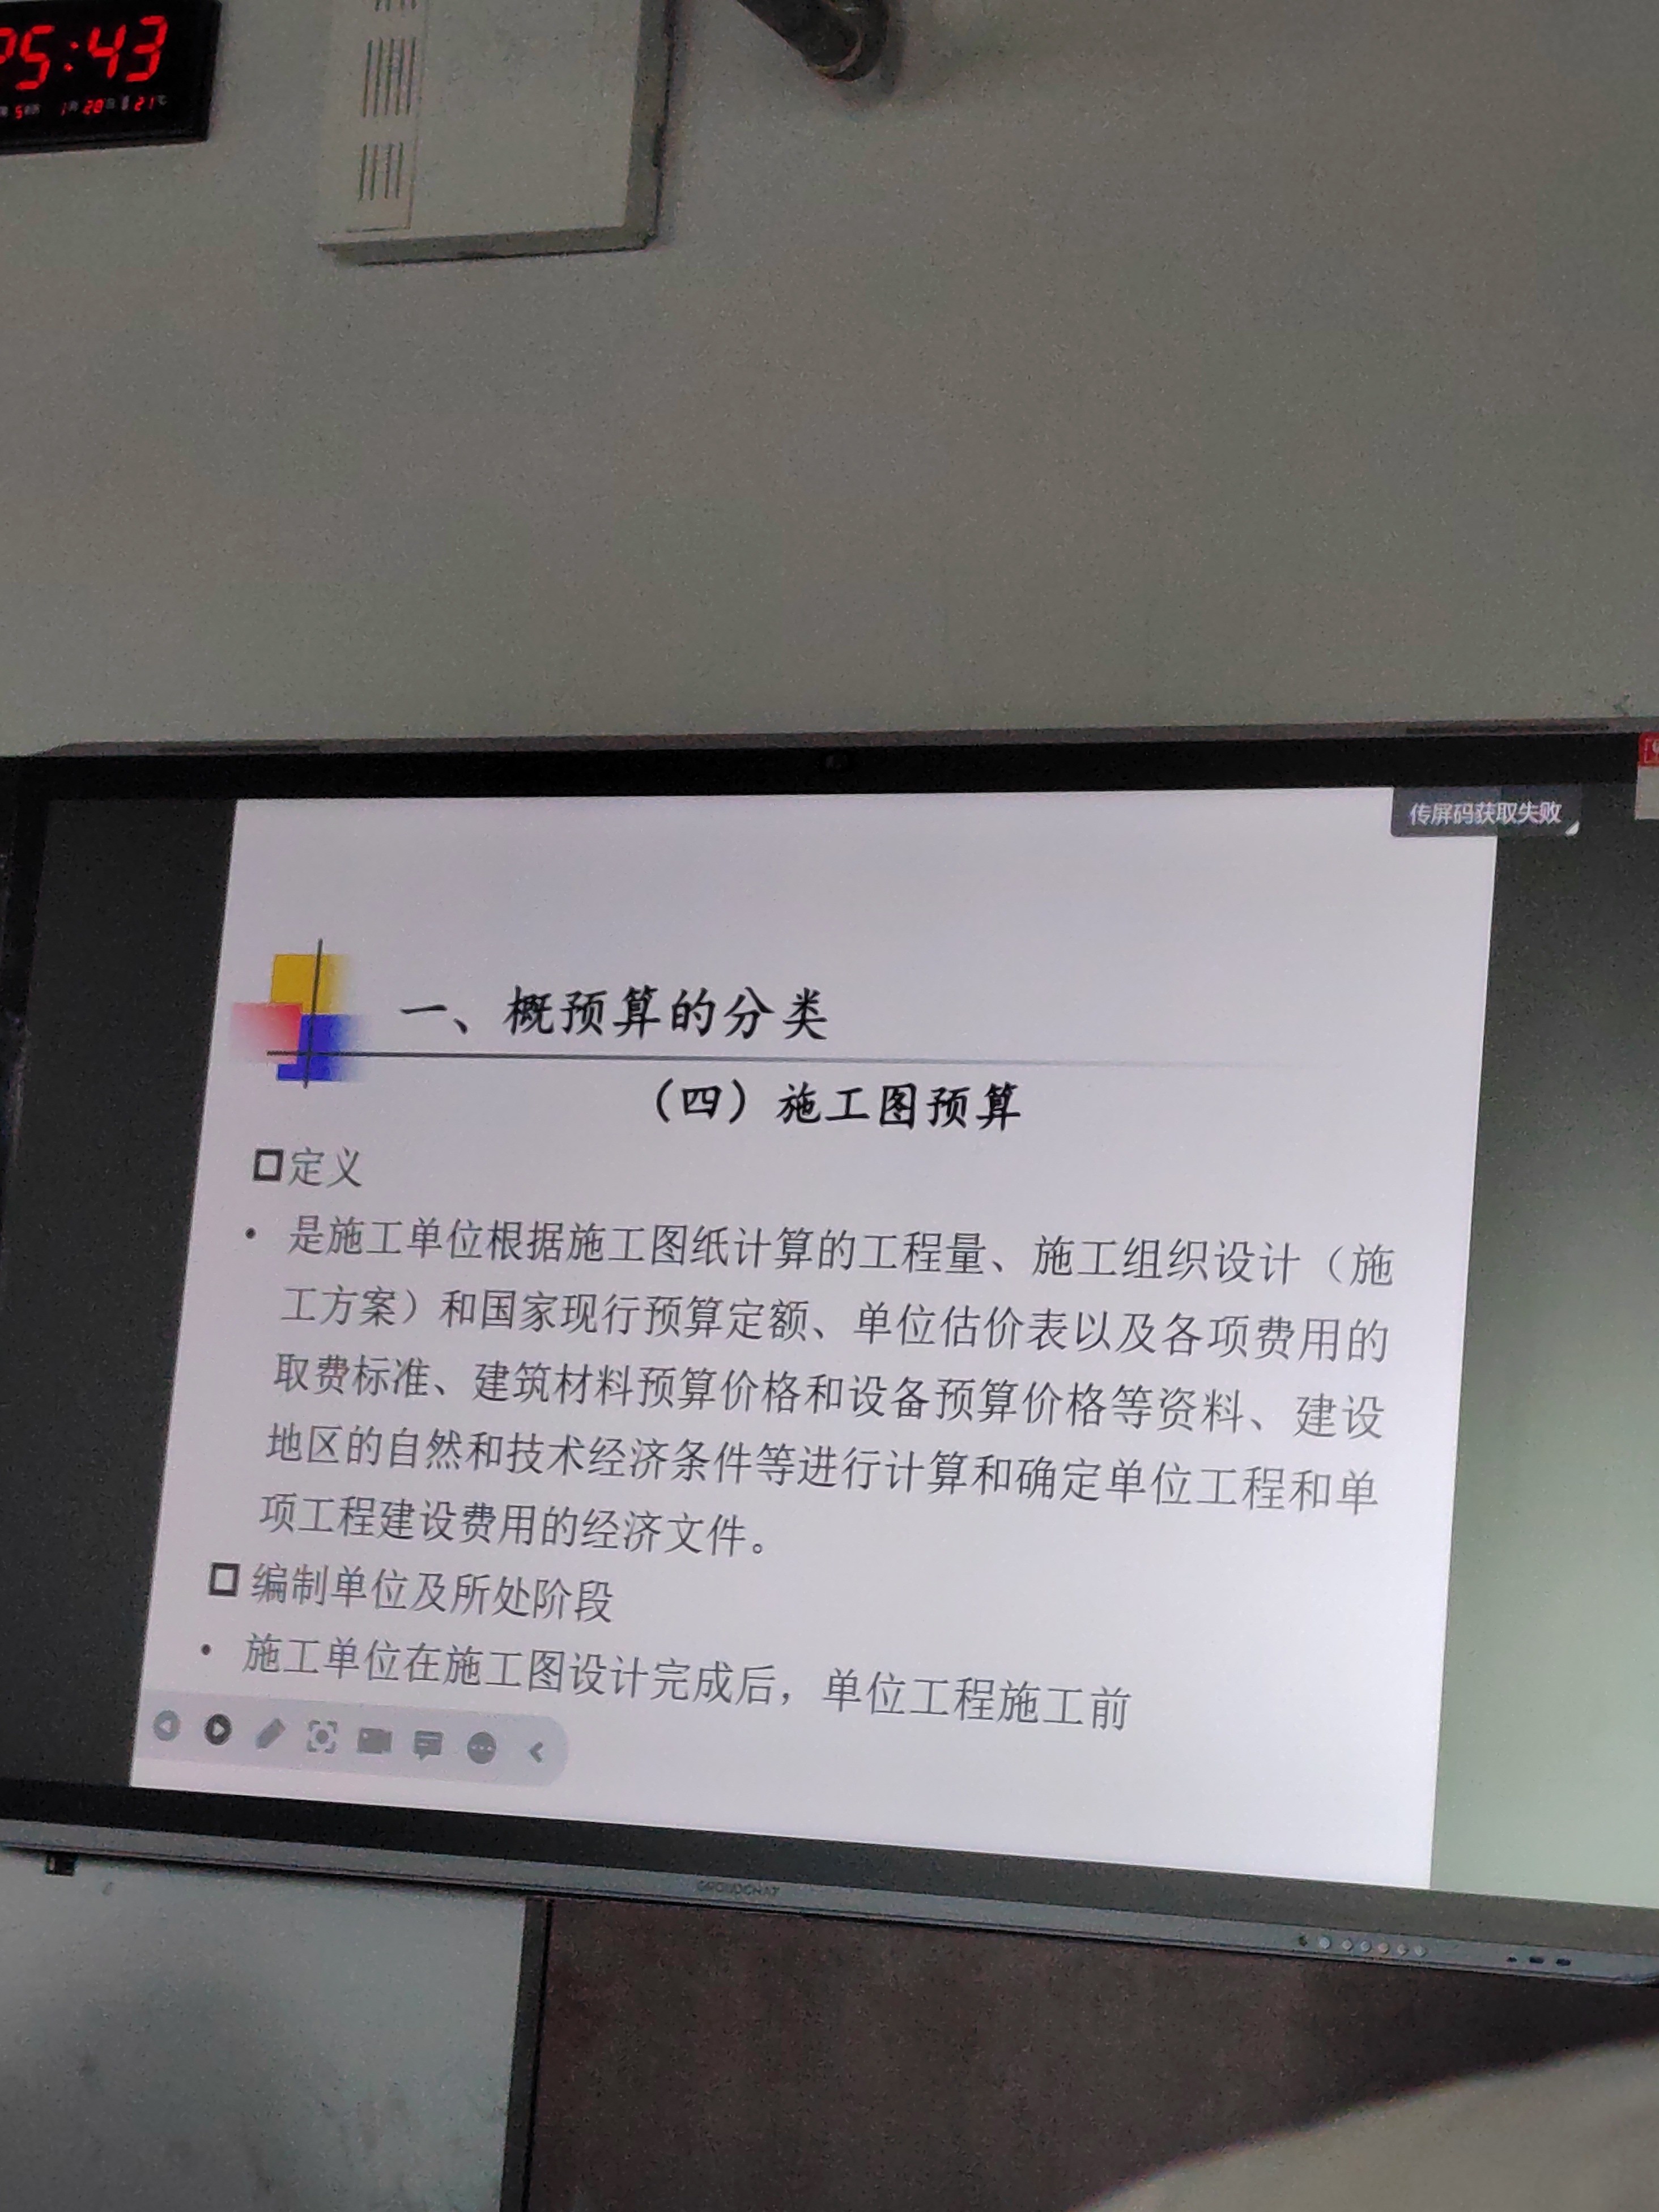 5:43
传屏码获取失败
一、概预算的分类
（四）施工图预算
定义
• 是施工单位根据施工图纸计算的工程量、施工组织设计（施
工方案）和国家现行预算定额、单位估价表以及各项费用的
取费标准、建筑材料预算价格和设备预算价格等资料、建设
地区的自然和技术经济条件等进行计算和确定单位工程和单
项工程建设费用的经济文件。
编制单位及所处阶段
• 施工单位在施工图设计完成后，单位工程施工前